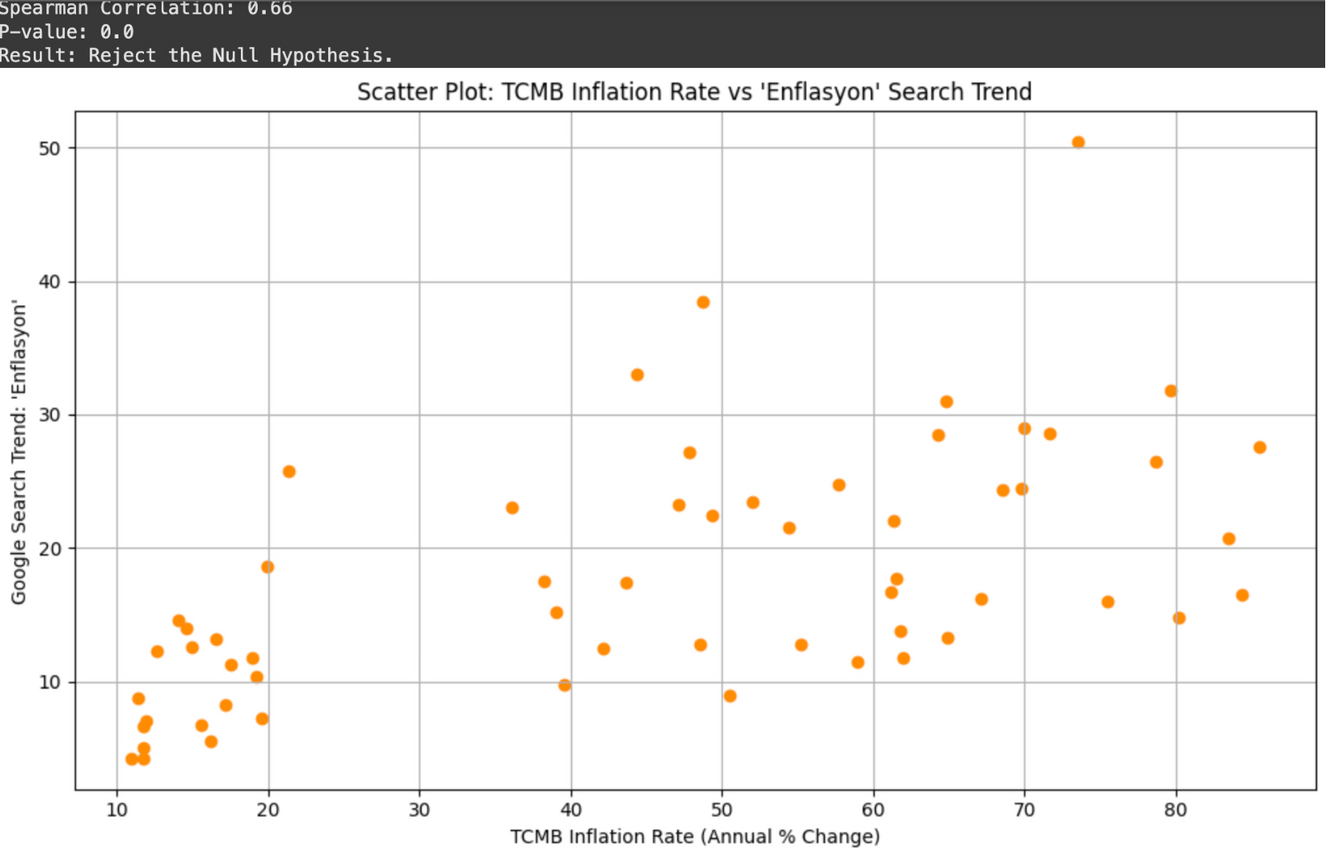 Spearman Correlation: 0.66
P-value: 0.0
Result: Reject the Null Hypothesis.
Scatter Plot: TCMB Inflation Rate vs 'Enflasyon' Search Trend
Google Search Trend: 'Enflasyon'
50
40
30
20
10
10 20 30 40 50 60 70 80
TCMB Inflation Rate (Annual % Change)